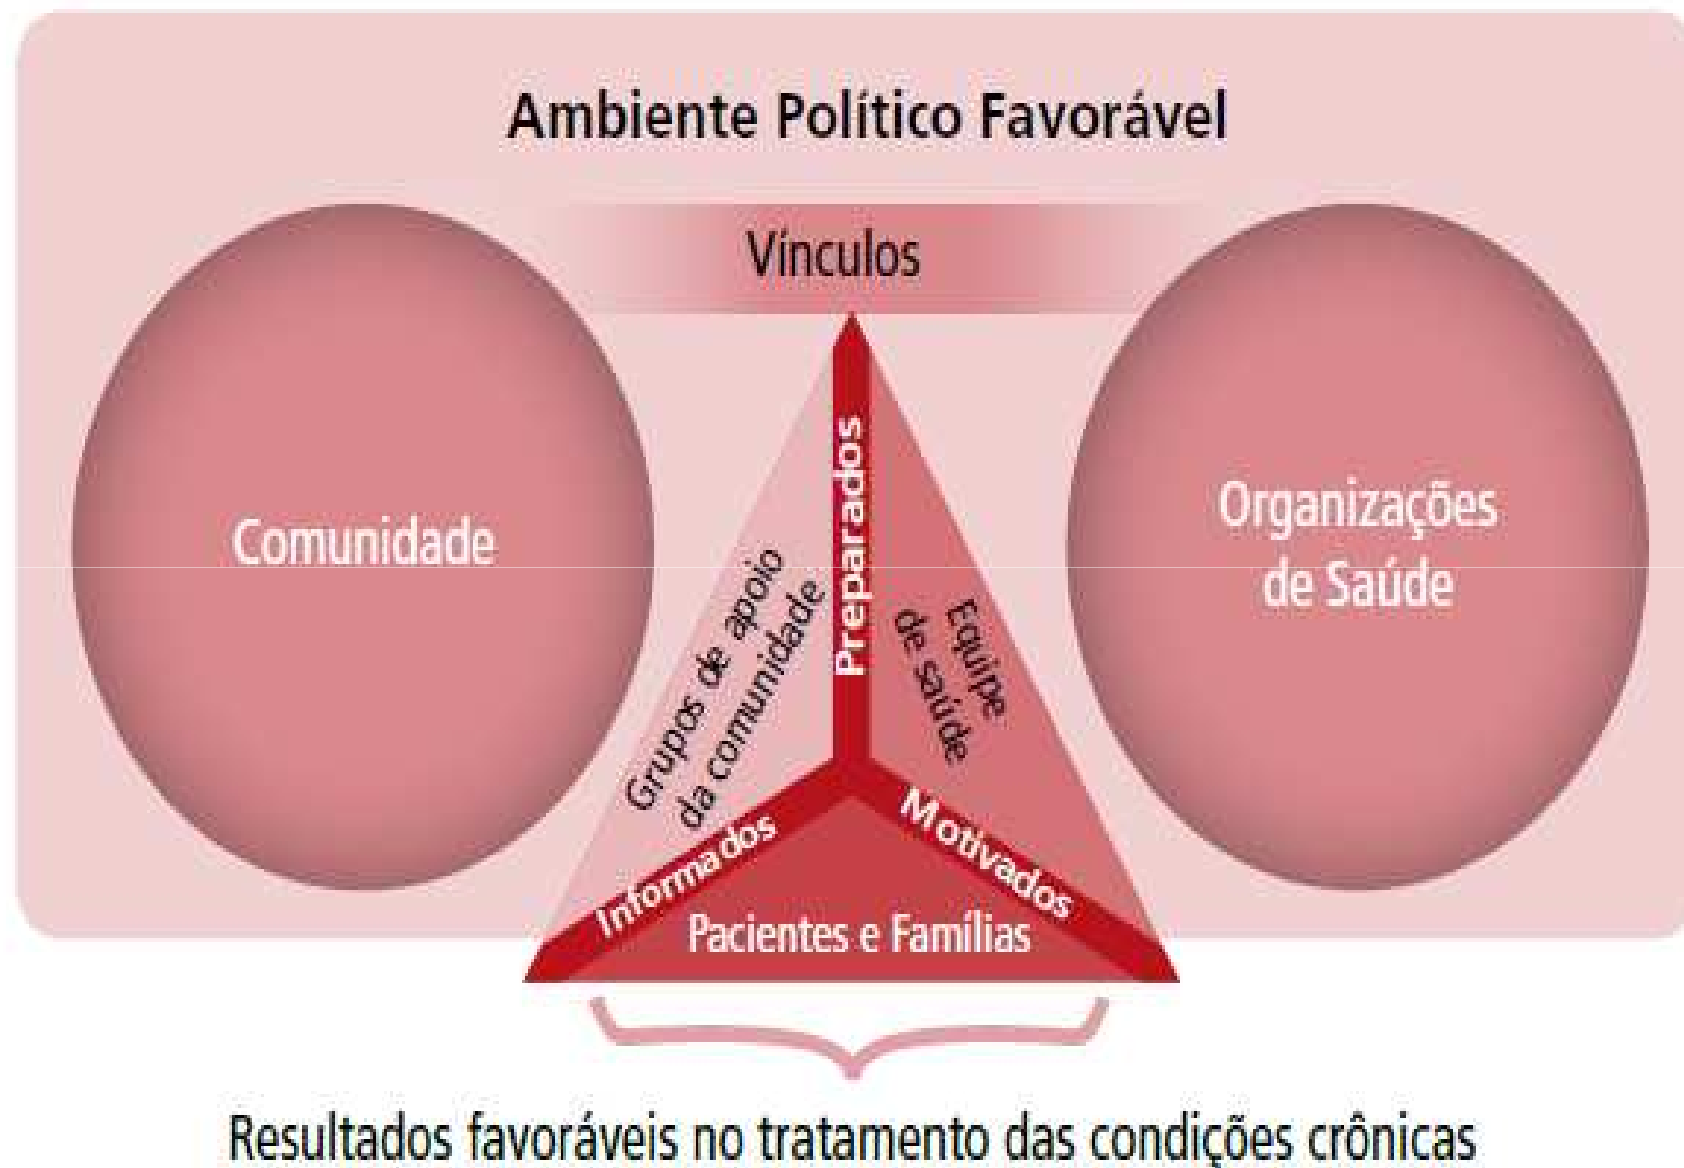 Ambiente Político Favorável
Vínculos
Comunidade
Organizações
de Saúde
Preparados
Grupos de apoio
da comunidade
Equipe
de saúde
Informados
Motivados
Pacientes e Famílias
Resultados favoráveis no tratamento das condições crônicas